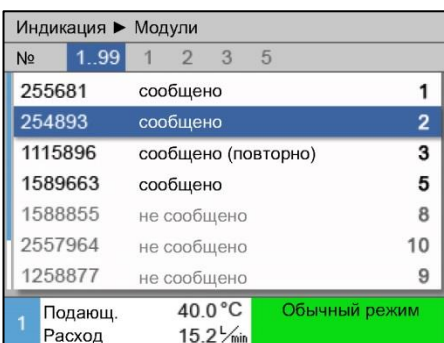 Индикация ► Модули
№ 1..99 1 2 3 5
255681 сообщено 1
254893 сообщено 2
1115896 сообщено (повторно) 3
1589663 сообщено 5
1588855 не сообщено 8
2557964 не сообщено 10
1258877 не сообщено 9
1 Подающ. 40.0 °C Обычный режим
Расход 15.2 L/min